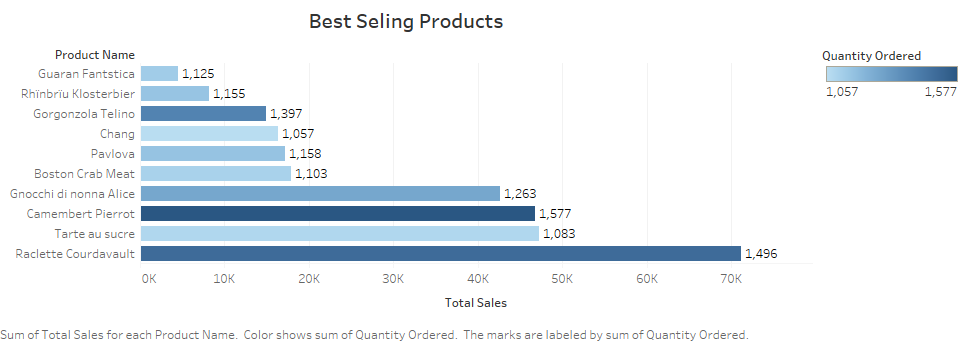 Best Seling Products
Product Name
Quantity Ordered
1,057 1,577
Guaran Fantstica 1,125
Rhïnbrïu Klosterbier 1,155
Gorgonzola Telino 1,397
Chang 1,057
Pavlova 1,158
Boston Crab Meat 1,103
Gnocchi di nonna Alice 1,263
Camembert Pierrot 1,577
Tarte au sucre 1,083
Raclette Courdavault 1,496
0K 10K 20K 30K 40K 50K 60K 70K
Total Sales
Sum of Total Sales for each Product Name. Color shows sum of Quantity Ordered. The marks are labeled by sum of Quantity Ordered.